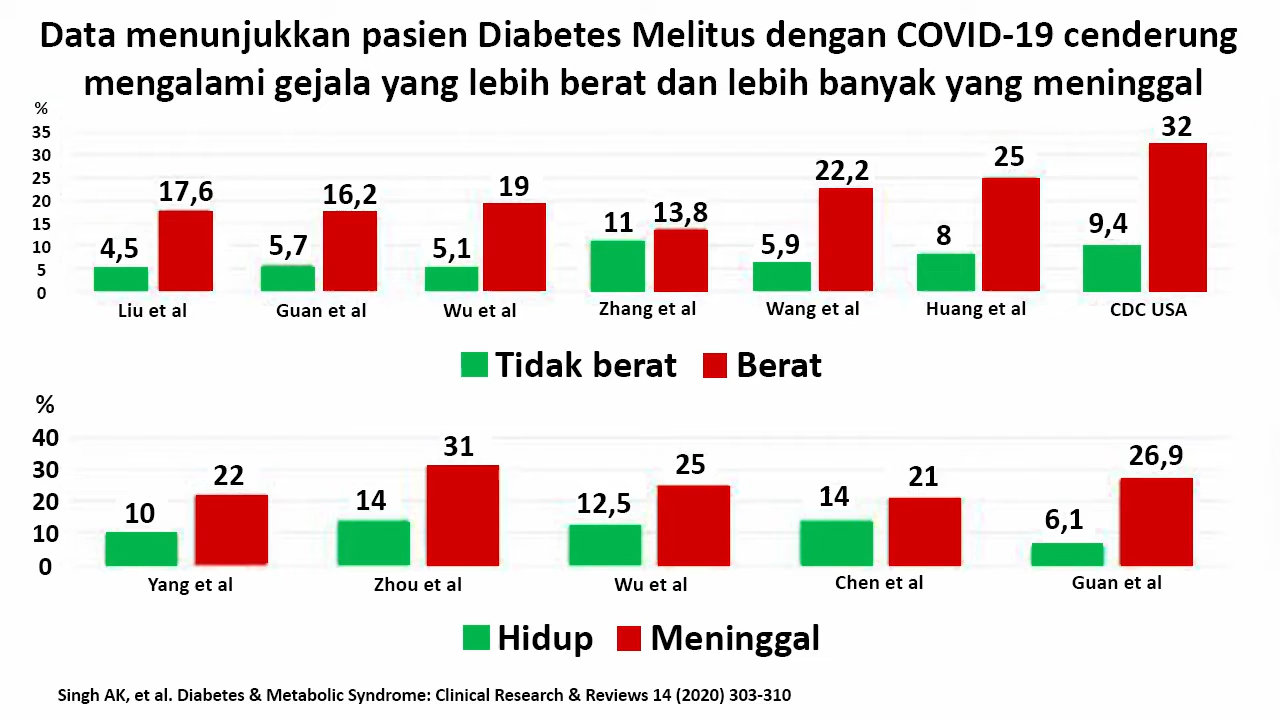 Data menunjukkan pasien Diabetes Melitus dengan COVID-19 cenderung
mengalami gejala yang lebih berat dan lebih banyak yang meninggal
%
35
30
25
20
15
10
5
0
4,5 17,6 5,7 16,2 5,1 19 11 13,8 5,9 22,2 8 25 9,4 32
Liu et al Guan et al Wu et al Zhang et al Wang et al Huang et al CDC USA
Tidak berat Berat
%
40
30
20
10
0
10 22 14 31 12,5 25 14 21 6,1 26,9
Yang et al Zhou et al Wu et al Chen et al Guan et al
Hidup Meninggal
Singh AK, et al. Diabetes & Metabolic Syndrome: Clinical Research & Reviews 14 (2020) 303-310